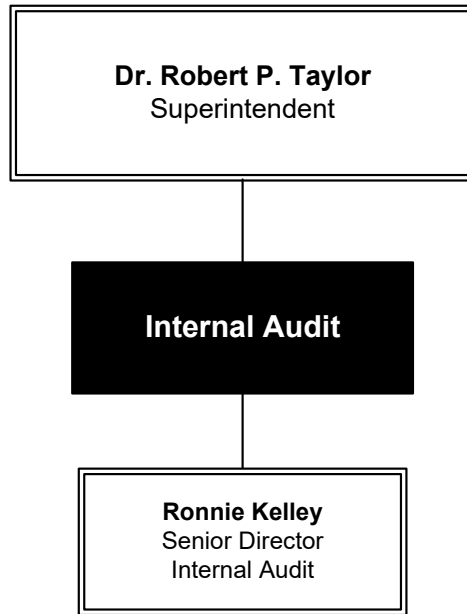 Dr. Robert P. Taylor
Superintendent
Internal Audit
Ronnie Kelley
Senior Director
Internal Audit